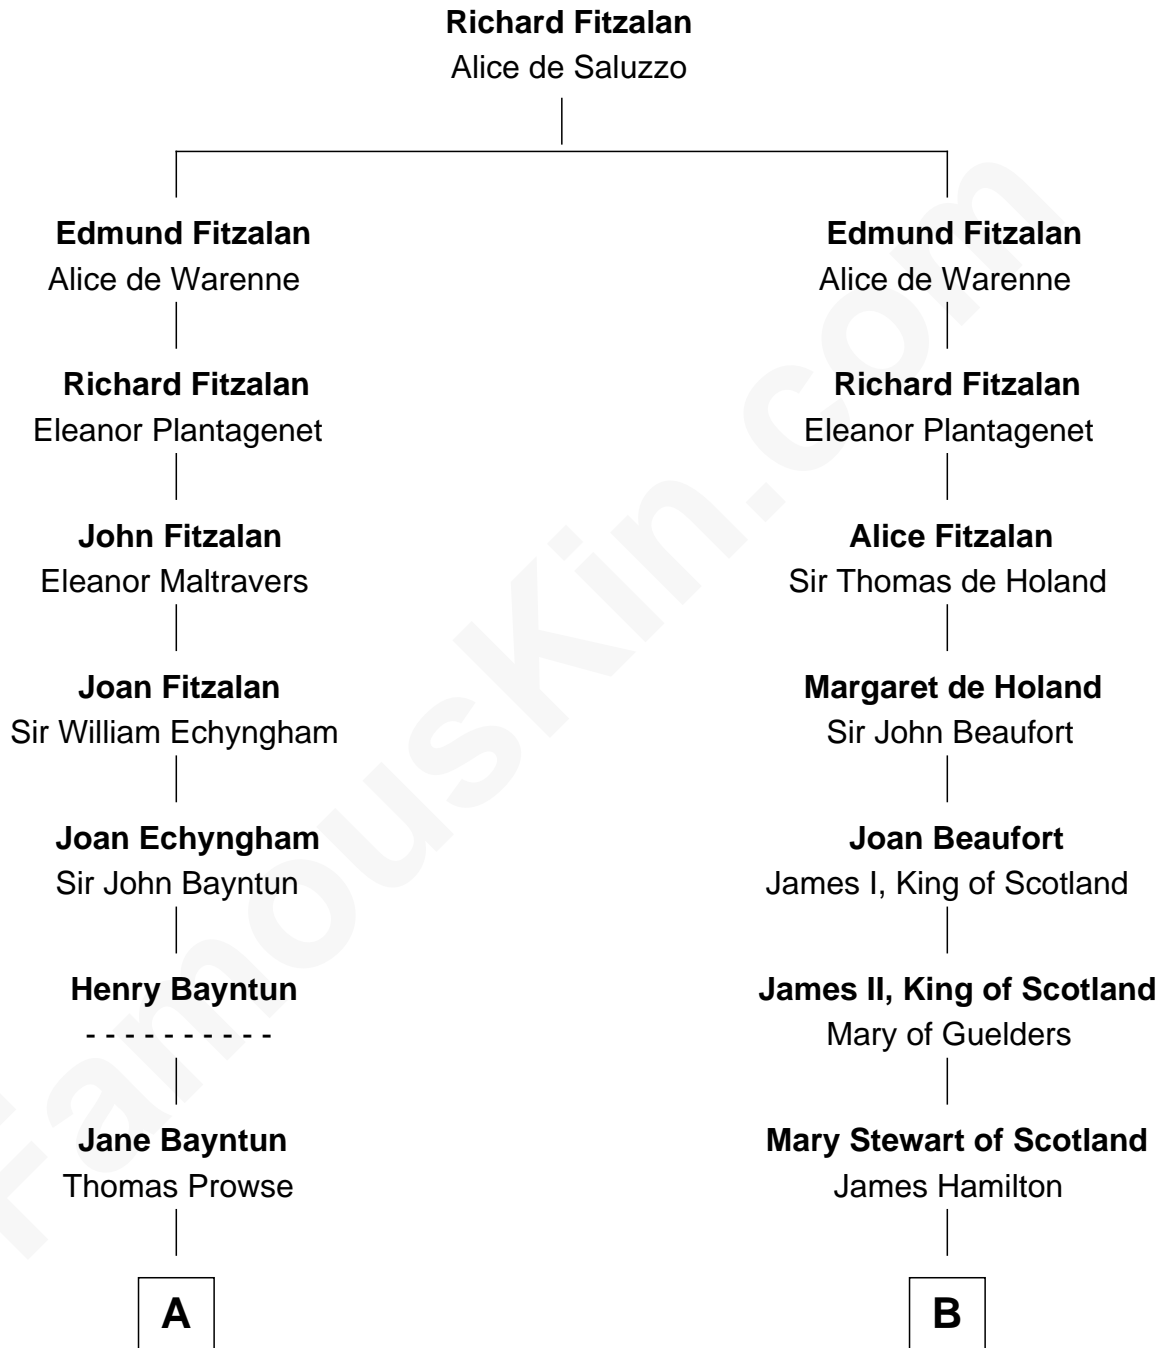 Richard Fitzalan
Alice de Saluzzo
Edmund Fitzalan
Alice de Warenne
Richard Fitzalan
Eleanor Plantagenet
John Fitzalan
Eleanor Maltravers
Joan Fitzalan
Sir William Echyngham
Joan Echyngham
Sir John Bayntun
Henry Bayntun
- - - - - - - - - -
Jane Bayntun
Thomas Prowse
A
Edmund Fitzalan
Alice de Warenne
Richard Fitzalan
Eleanor Plantagenet
Alice Fitzalan
Sir Thomas de Holand
Margaret de Holand
Sir John Beaufort
Joan Beaufort
James I, King of Scotland
James II, King of Scotland
Mary of Guelders
Mary Stewart of Scotland
James Hamilton
B
FamousKin.com